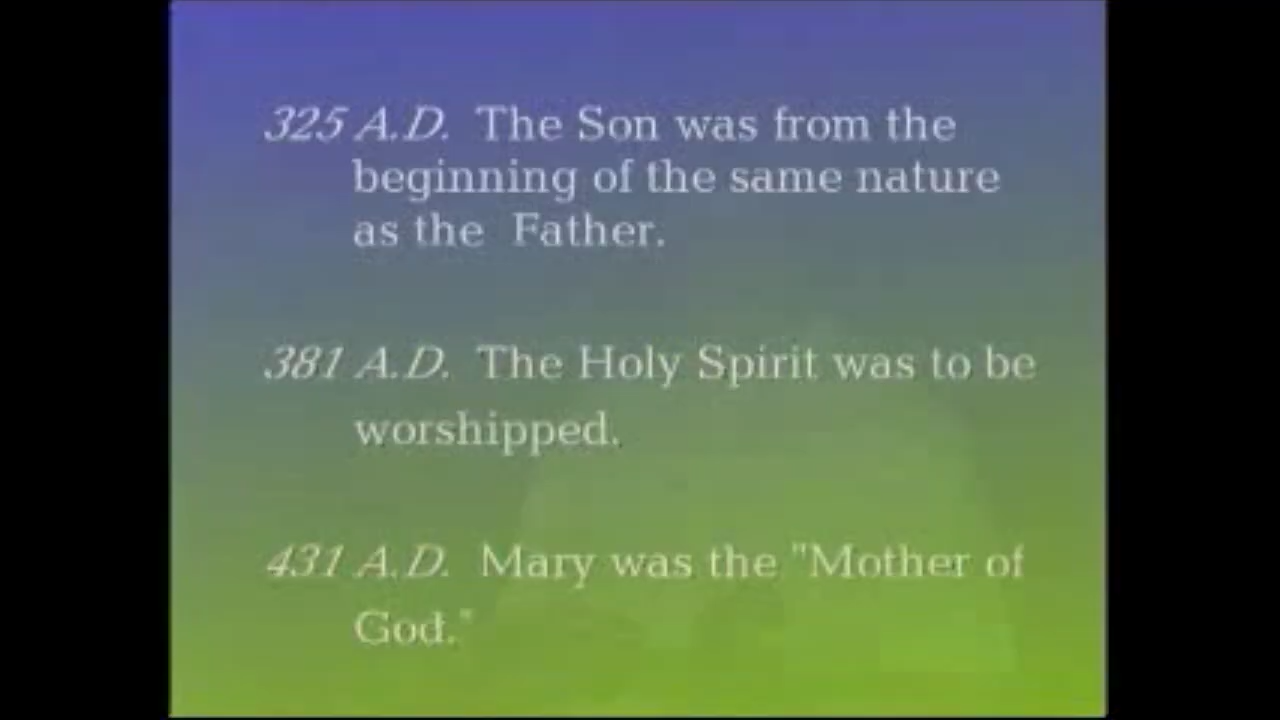 325 A.D. The Son was from the
beginning of the same nature
as the Father.
381 A.D. The Holy Spirit was to be
worshipped.
431 A.D. Mary was the "Mother of
God."